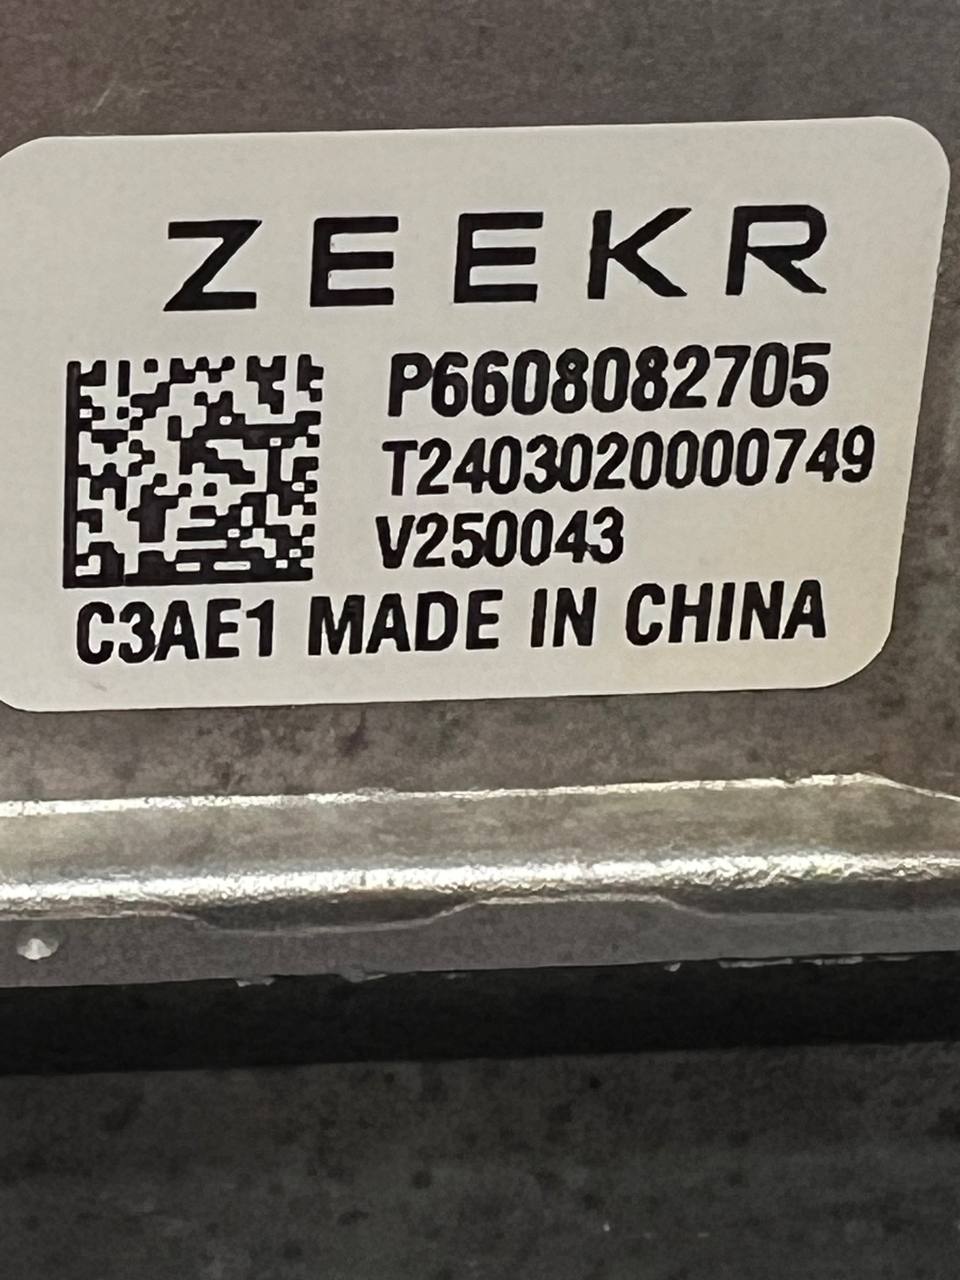 ZEEKR
P6608082705
T2403020000749
V250043
C3AE1 MADE IN CHINA